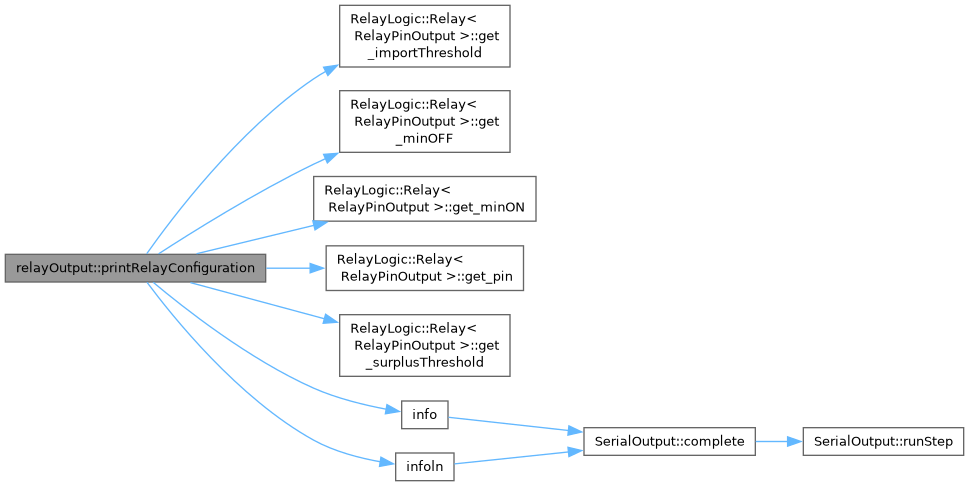 RelayLogic::Relay<
RelayPinOutput >::get
_importThreshold
RelayLogic::Relay<
RelayPinOutput >::get
_minOFF
RelayLogic::Relay<
RelayPinOutput >::get_minON
relayOutput::printRelayConfiguration
RelayLogic::Relay<
RelayPinOutput >::get_pin
RelayLogic::Relay<
RelayPinOutput >::get
_surplusThreshold
info
infoln
SerialOutput::complete
SerialOutput::runStep